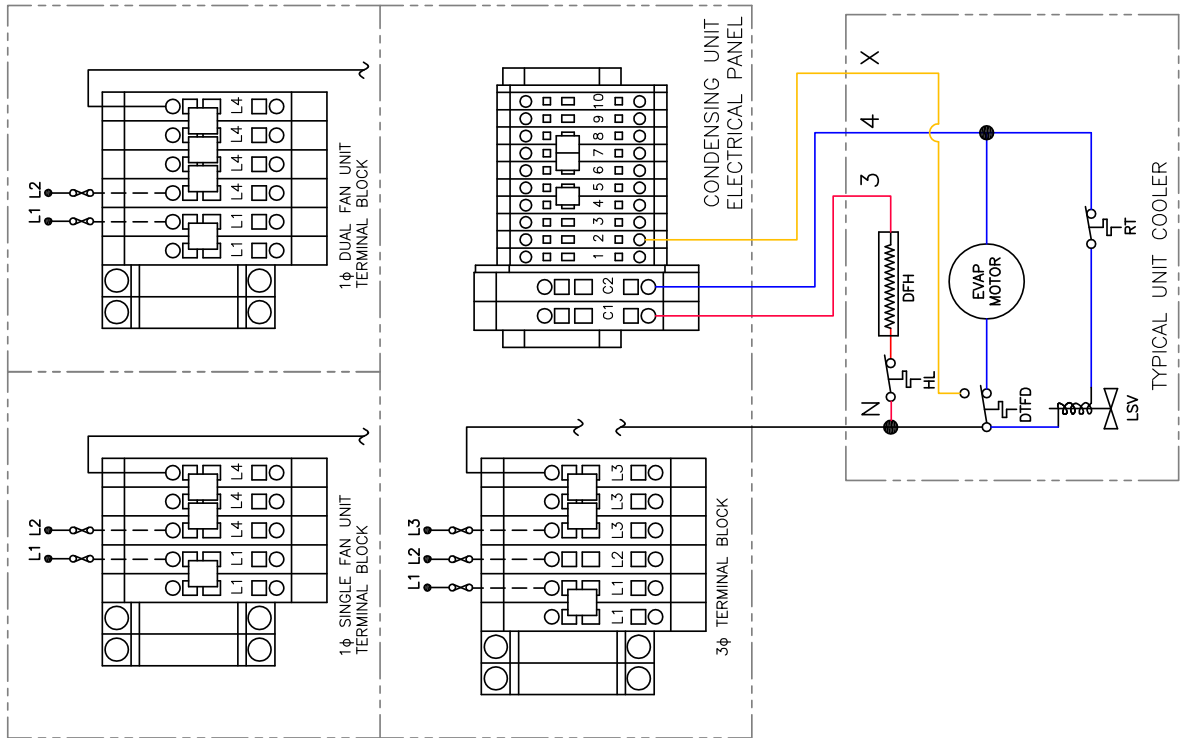 L1
L2
L1
L1
L4
L4
L4
L4
1ϕ DUAL FAN UNIT
TERMINAL BLOCK
L1
L2
L1
L1
L4
L4
L4
1ϕ SINGLE FAN UNIT
TERMINAL BLOCK
CONDENSING UNIT
ELECTRICAL PANEL
C1
C2
1
2
3
4
5
6
7
8
9
10
L1
L2
L3
L1
L1
L2
L3
L3
L3
3ϕ TERMINAL BLOCK
X
4
3
N
DFH
HL
EVAP
MOTOR
DTFD
RT
LSV
TYPICAL UNIT COOLER